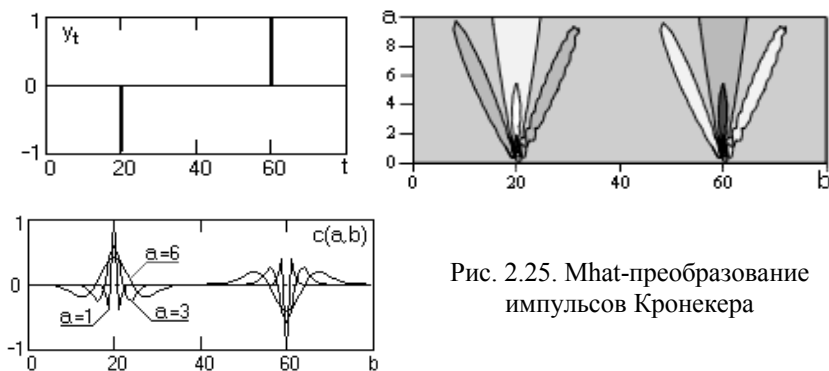 1
y_t
0
-1
0 20 40 60 t
a
8
6
4
2
0
0 20 40 60 b
1
c(a,b)
a=6
0
a=1
a=3
-1
0 20 40 60 b
Рис. 2.25. Mhat-преобразование
импульсов Кронекера